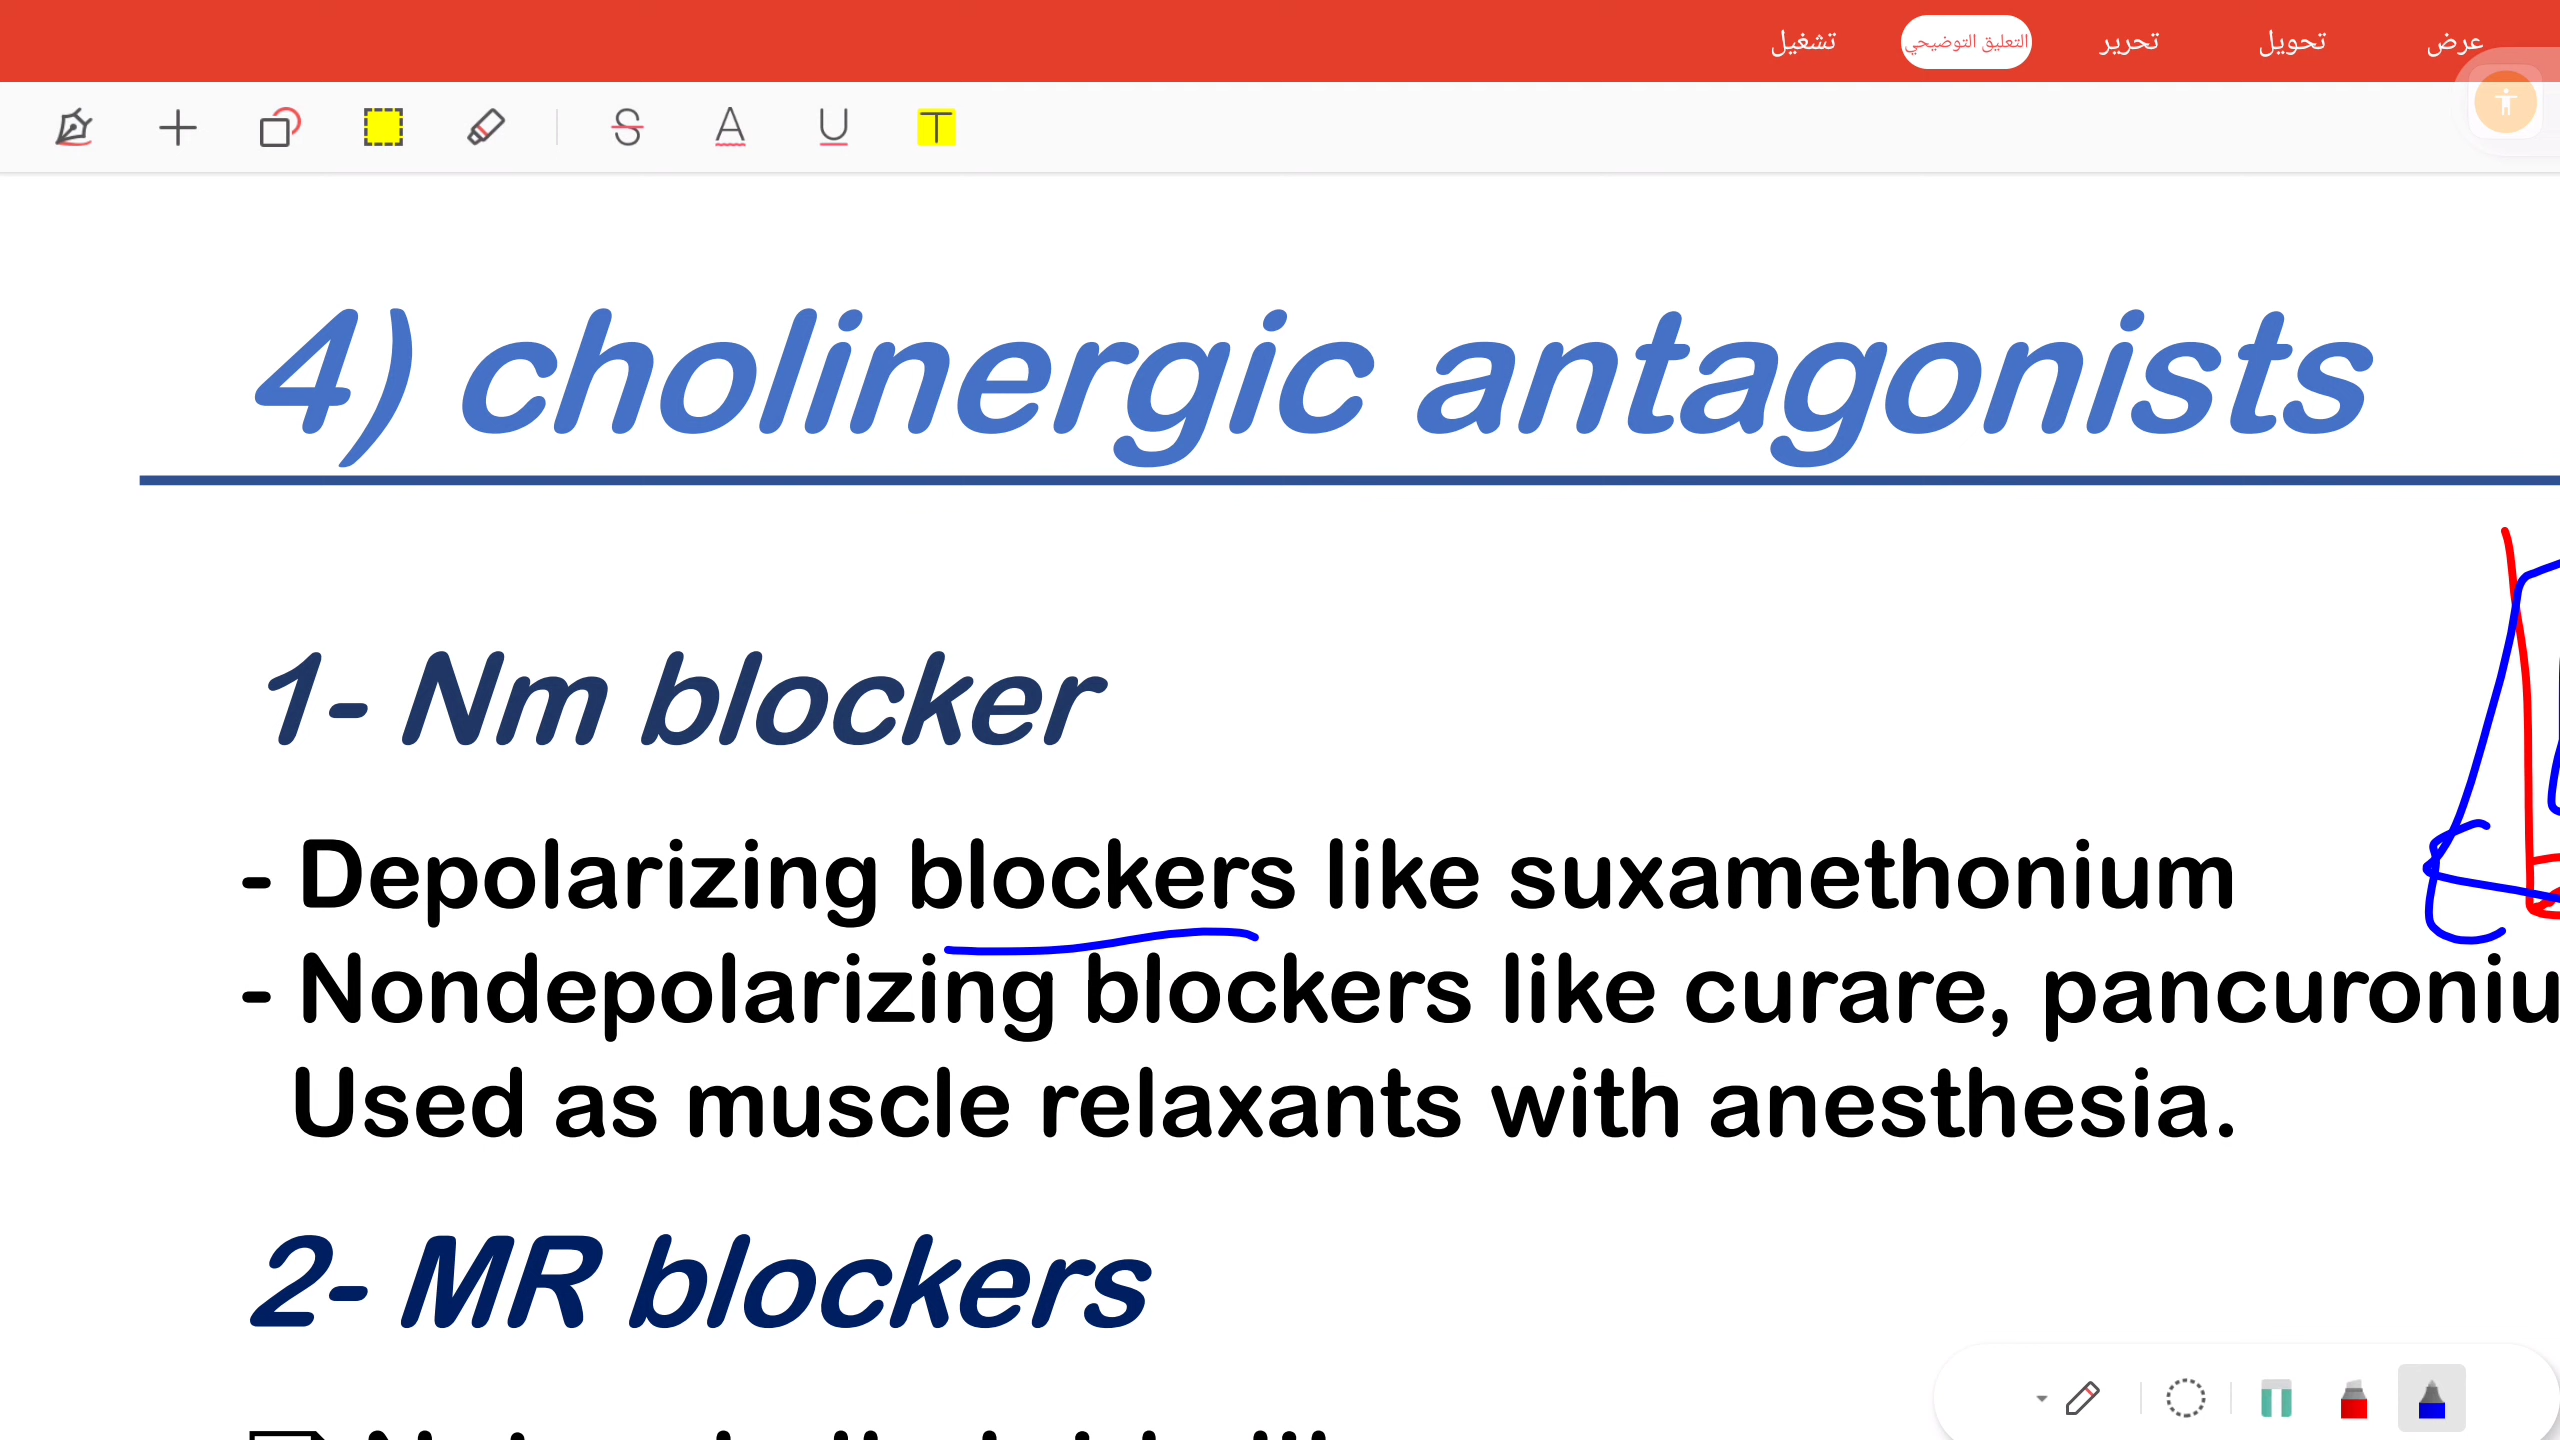 عرض تحويل تحرير التعليق التوضيحي تشغيل
4) cholinergic antagonists
1- Nm blocker
- Depolarizing blockers like suxamethonium
- Nondepolarizing blockers like curare, pancuroniu
Used as muscle relaxants with anesthesia.
2- MR blockers